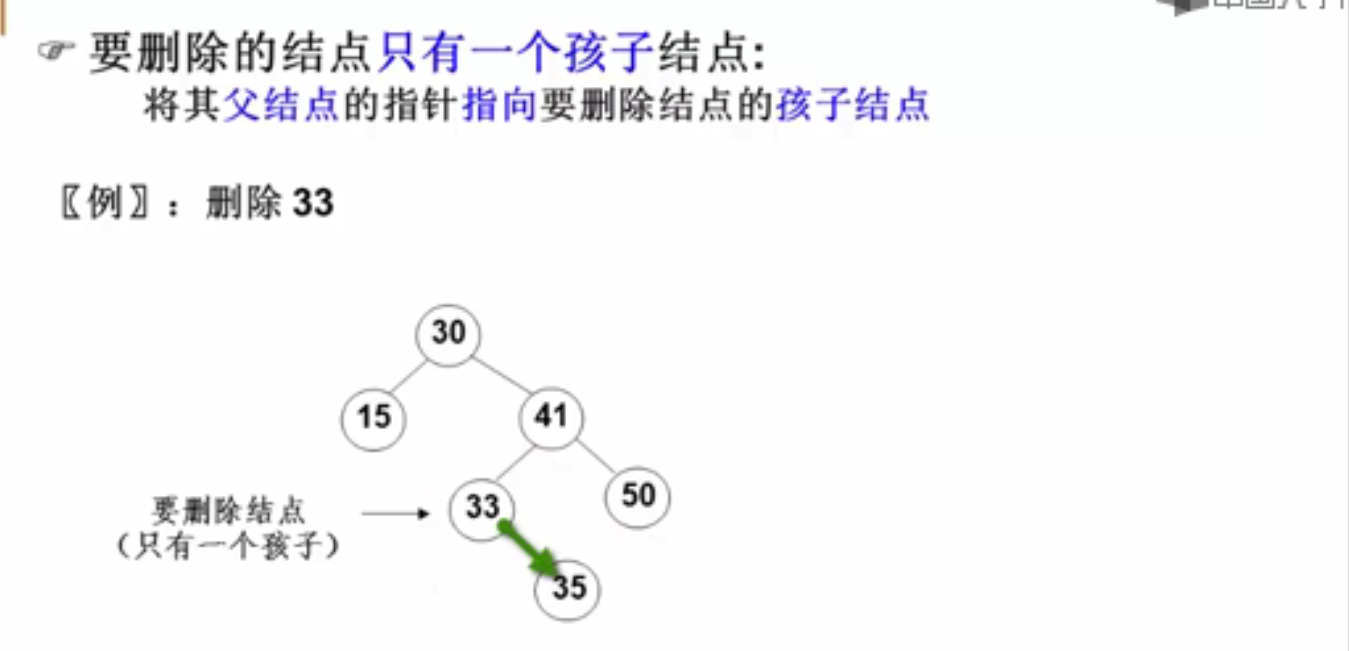 要删除的结点只有一个孩子结点:
将其父结点的指针指向要删除结点的孩子结点
〖例〗：删除 33
30
15
41
33
50
要删除结点
（只有一个孩子）
35